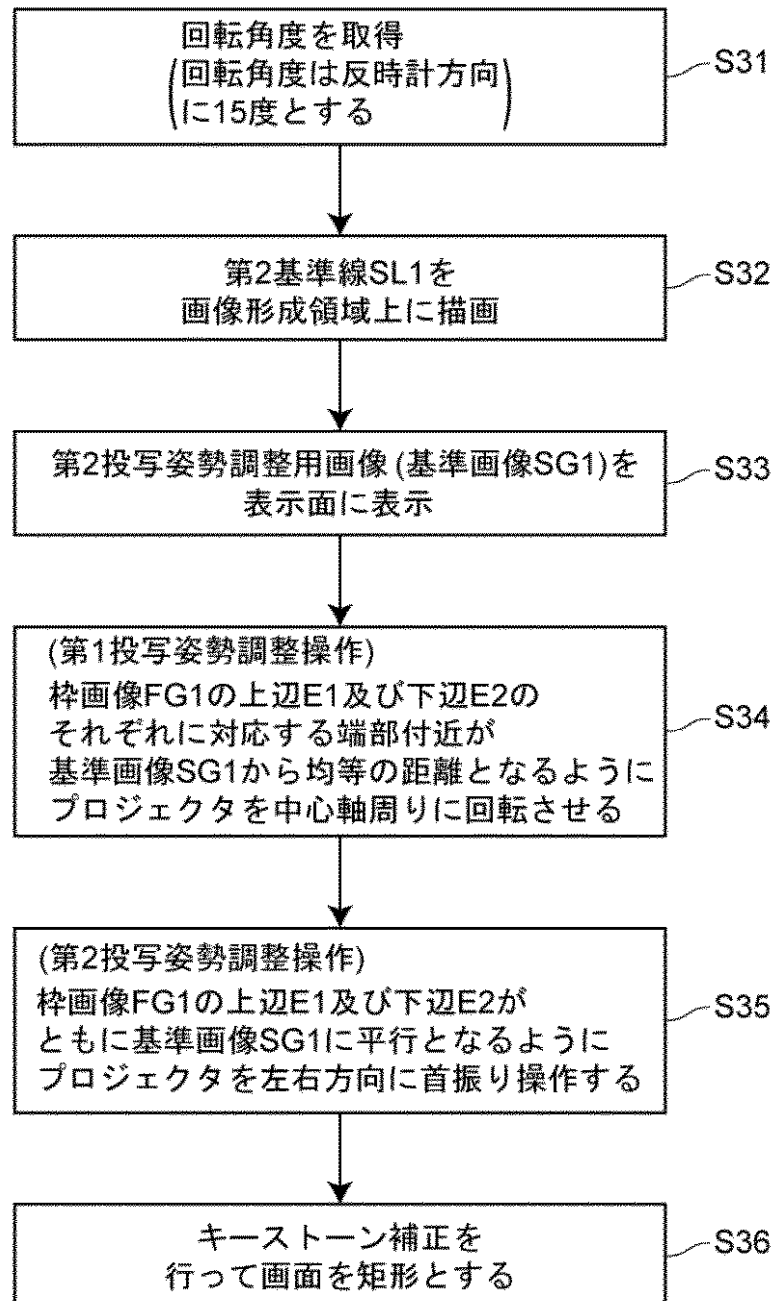 回転角度を取得
(回転角度は反時計方向
に15度とする)
S31
第2基準線SL1を
画像形成領域上に描画
S32
第2投写姿勢調整用画像(基準画像SG1)を
表示面に表示
S33
(第1投写姿勢調整操作)
枠画像FG1の上辺E1及び下辺E2の
それぞれに対応する端部付近が
基準画像SG1から均等の距離となるように
プロジェクタを中心軸周りに回転させる
S34
(第2投写姿勢調整操作)
枠画像FG1の上辺E1及び下辺E2が
ともに基準画像SG1に平行となるように
プロジェクタを左右方向に首振り操作する
S35
キーストーン補正を
行って画面を矩形とする
S36